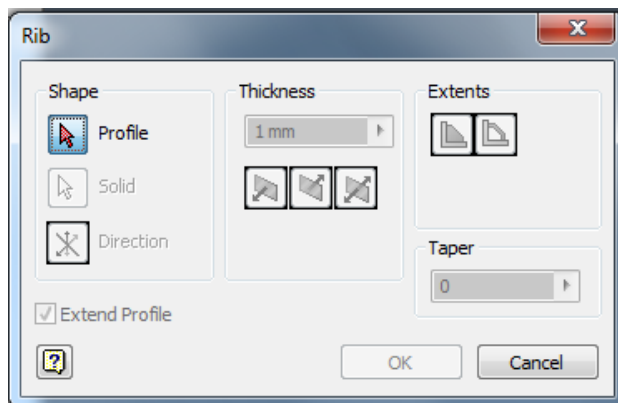 Rib
Shape
Profile
Solid
Direction
Extend Profile
Thickness
1 mm
Extents
Taper
0
OK
Cancel